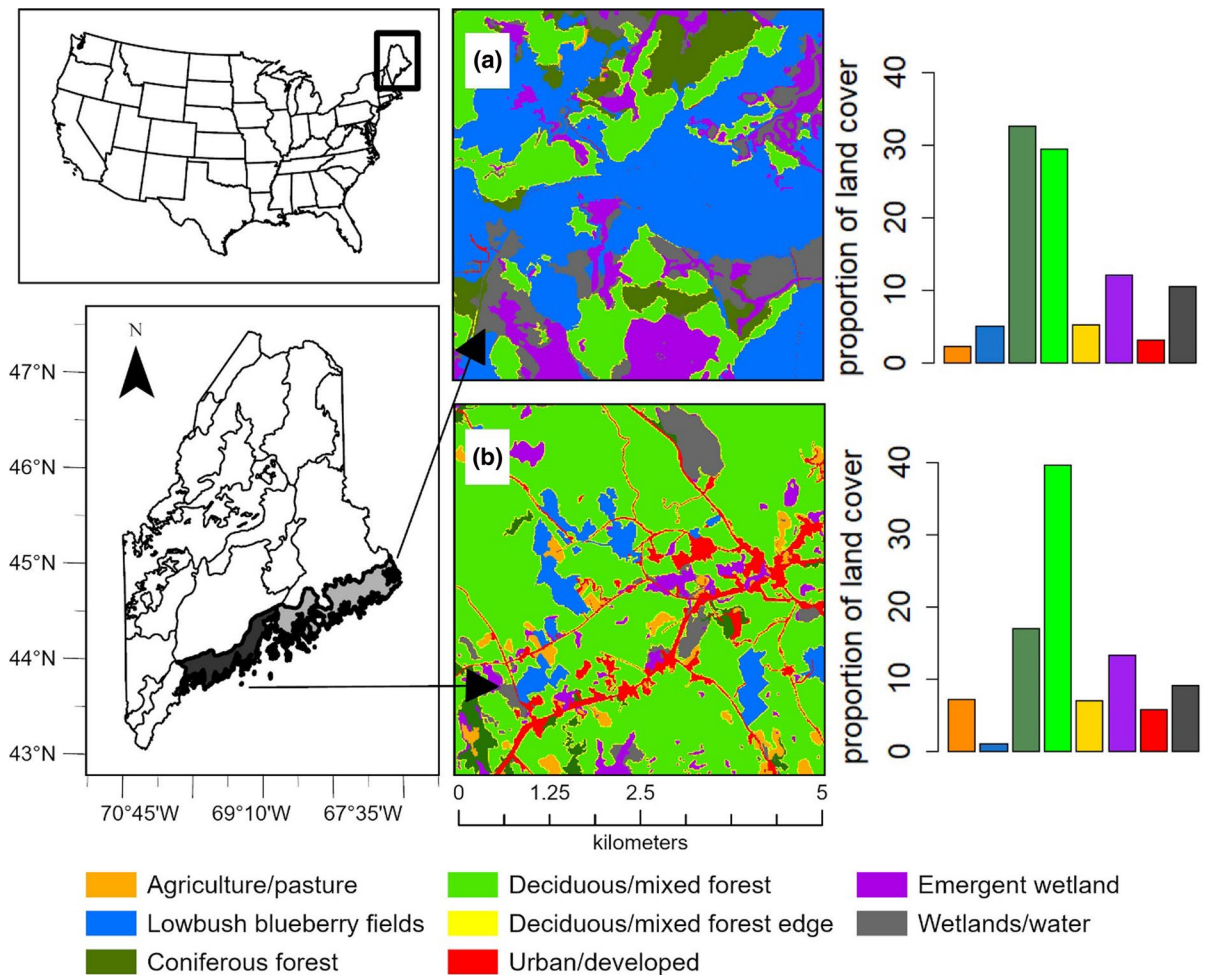 (a)
proportion of land cover
40
30
20
10
0
N
47°N
46°N
45°N
44°N
43°N
70°45'W
69°10'W
67°35'W
(b)
proportion of land cover
40
30
20
10
0
0
1.25
2.5
5
kilometers
Agriculture/pasture
Lowbush blueberry fields
Coniferous forest
Deciduous/mixed forest
Deciduous/mixed forest edge
Urban/developed
Emergent wetland
Wetlands/water